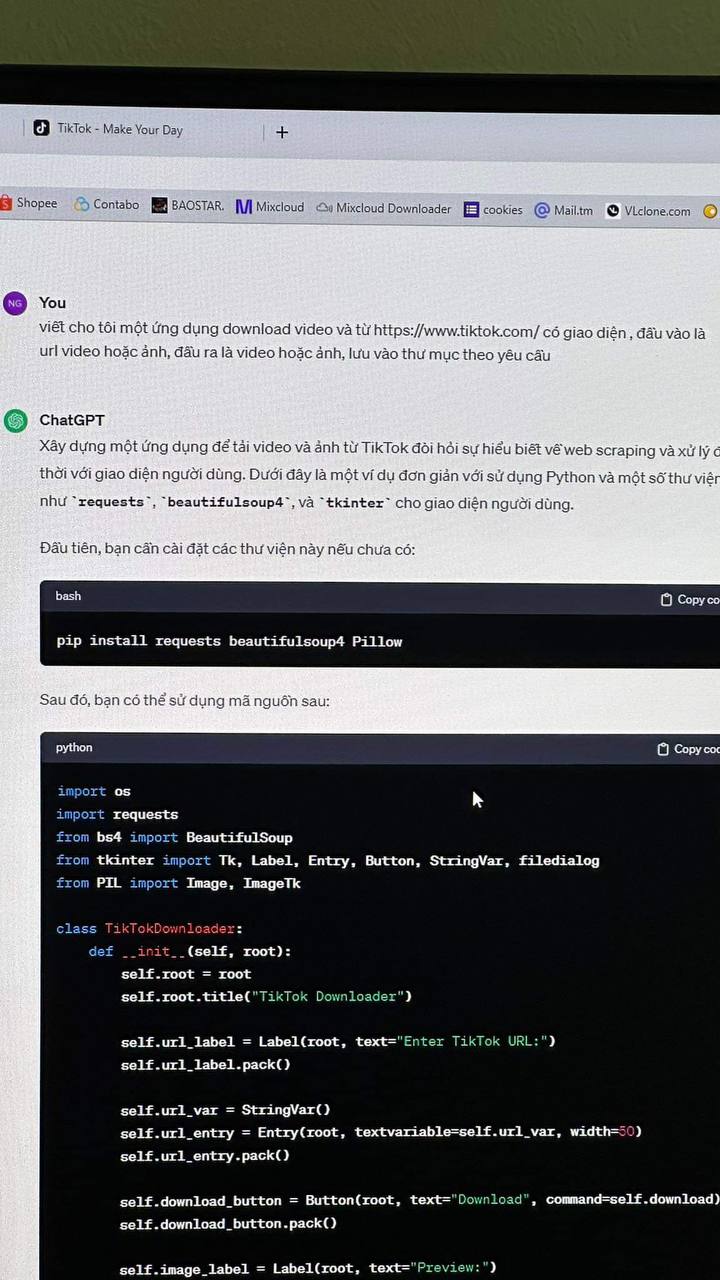 TikTok - Make Your Day +
Shopee Contabo BAOSTAR. Mixcloud Mixcloud Downloader cookies Mail.tm VLclone.com
NG You
viết cho tôi một ứng dụng download video và từ https://www.tiktok.com/ có giao diện , đầu vào là
url video hoặc ảnh, đầu ra là video hoặc ảnh, lưu vào thư mục theo yêu cầu
ChatGPT
Xây dựng một ứng dụng để tải video và ảnh từ TikTok đòi hỏi sự hiểu biết về web scraping và xử lý đ
thời với giao diện người dùng. Dưới đây là một ví dụ đơn giản với sử dụng Python và một số thư viện
như `requests`, `beautifulsoup4`, và `tkinter` cho giao diện người dùng.
Đầu tiên, bạn cần cài đặt các thư viện này nếu chưa có:
bash Copy co
pip install requests beautifulsoup4 Pillow
Sau đó, bạn có thể sử dụng mã nguồn sau:
python Copy coc
import os
import requests
from bs4 import BeautifulSoup
from tkinter import Tk, Label, Entry, Button, StringVar, filedialog
from PIL import Image, ImageTk
class TikTokDownloader:
def __init__(self, root):
self.root = root
self.root.title("TikTok Downloader")
self.url_label = Label(root, text="Enter TikTok URL:")
self.url_label.pack()
self.url_var = StringVar()
self.url_entry = Entry(root, textvariable=self.url_var, width=50)
self.url_entry.pack()
self.download_button = Button(root, text="Download", command=self.download)
self.download_button.pack()
self.image_label = Label(root, text="Preview:")